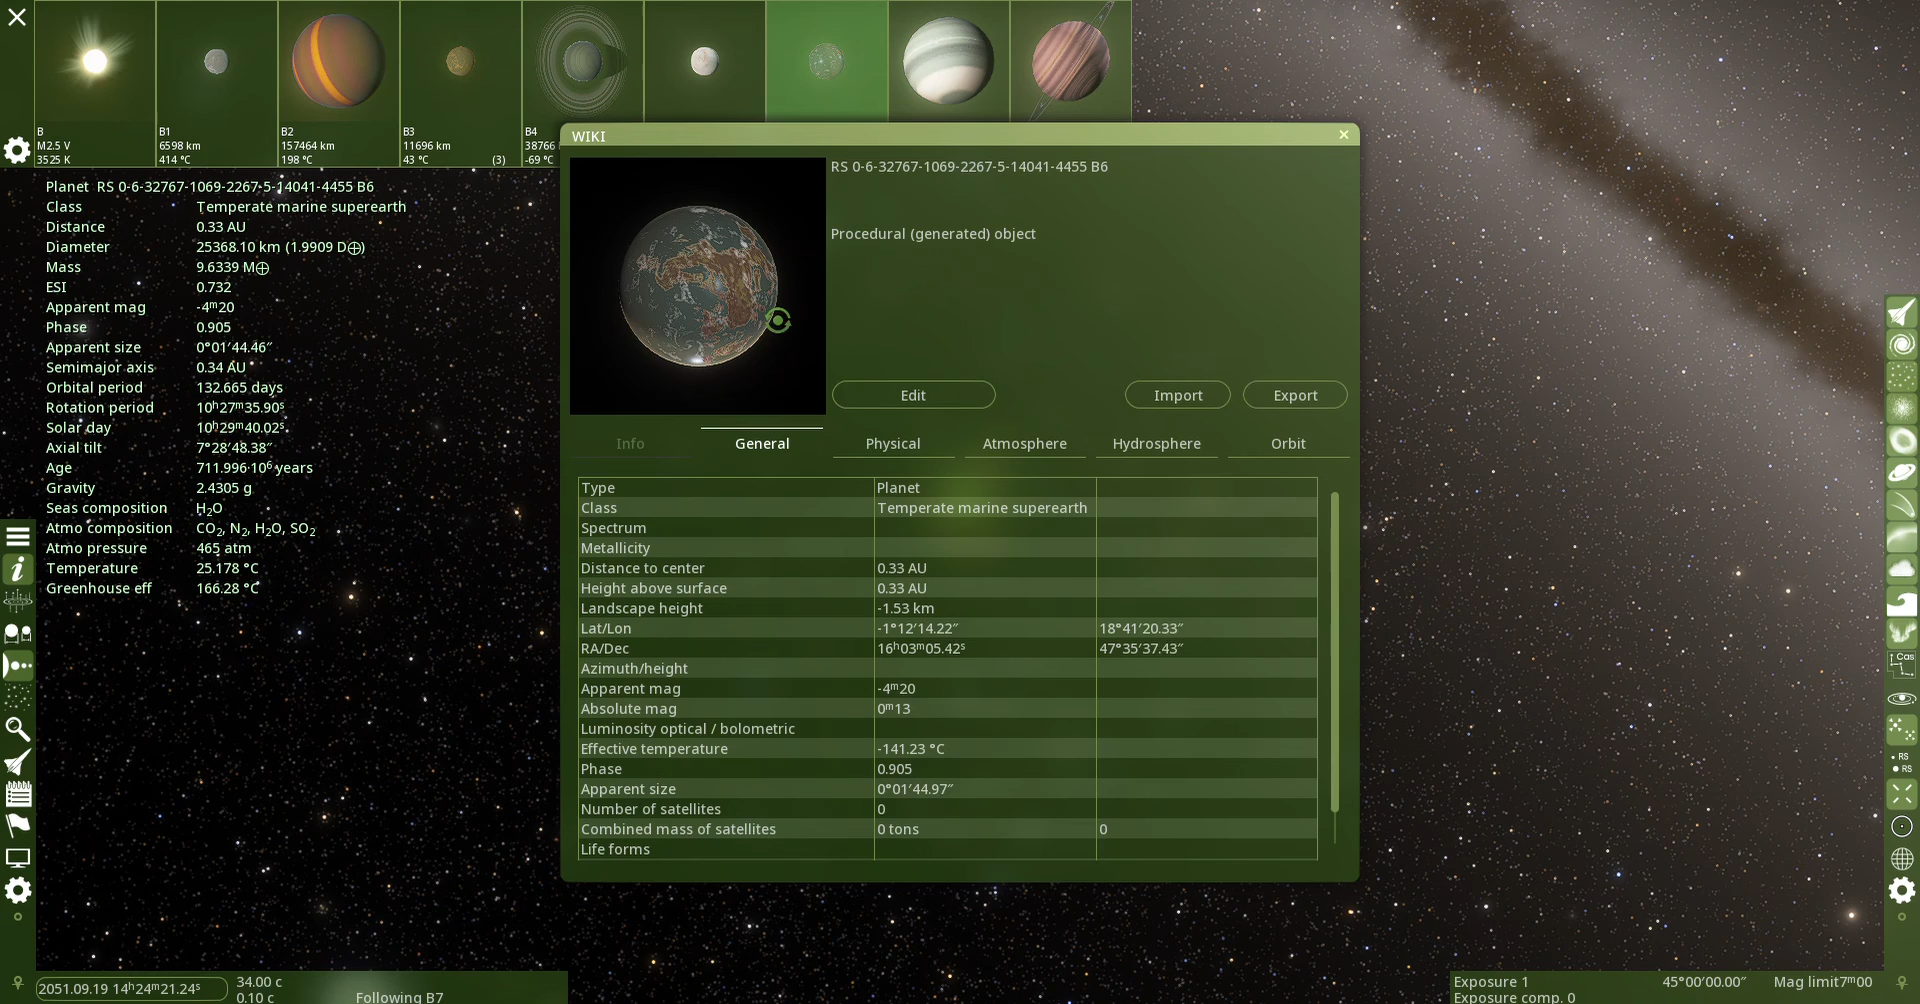 B
M2.5 V
3525 K
B1
6598 km
414 °C
B2
157464 km
198 °C
B3
11696 km
43 °C (3)
B4
38766
-69 °C
WIKI
RS 0-6-32767-1069-2267-5-14041-4455 B6
Procedural (generated) object
Edit Import Export
Info General Physical Atmosphere Hydrosphere Orbit
Type Planet
Class Temperate marine superearth
Spectrum
Metallicity
Distance to center 0.33 AU
Height above surface 0.33 AU
Landscape height -1.53 km
Lat/Lon -1°12′14.22″ 18°41′20.33″
RA/Dec 16ʰ03ᵐ05.42ˢ 47°35′37.43″
Azimuth/height
Apparent mag -4ᵐ20
Absolute mag 0ᵐ13
Luminosity optical / bolometric
Effective temperature -141.23 °C
Phase 0.905
Apparent size 0°01′44.97″
Number of satellites 0
Combined mass of satellites 0 tons 0
Life forms
Planet RS 0-6-32767-1069-2267-5-14041-4455 B6
Class Temperate marine superearth
Distance 0.33 AU
Diameter 25368.10 km (1.9909 D⊕)
Mass 9.6339 M⊕
ESI 0.732
Apparent mag -4ᵐ20
Phase 0.905
Apparent size 0°01′44.46″
Semimajor axis 0.34 AU
Orbital period 132.665 days
Rotation period 10ʰ27ᵐ35.90ˢ
Solar day 10ʰ29ᵐ40.02ˢ
Axial tilt 7°28′48.38″
Age 711.996·10⁶ years
Gravity 2.4305 g
Seas composition H₂O
Atmo composition CO₂, N₂, H₂O, SO₂
Atmo pressure 465 atm
Temperature 25.178 °C
Greenhouse eff 166.28 °C
Cas
RS
RS
2051.09.19 14ʰ24ᵐ21.24ˢ
34.00 c
0.10 c
Following B7
Exposure 1 45°00′00.00″ Mag limit7ᵐ00
Exposure comp. 0